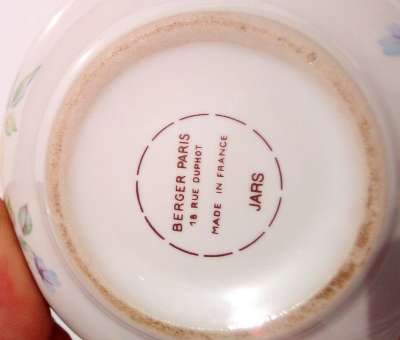 BERGER PARIS
18 RUE DUPHOT
MADE IN FRANCE
JARS